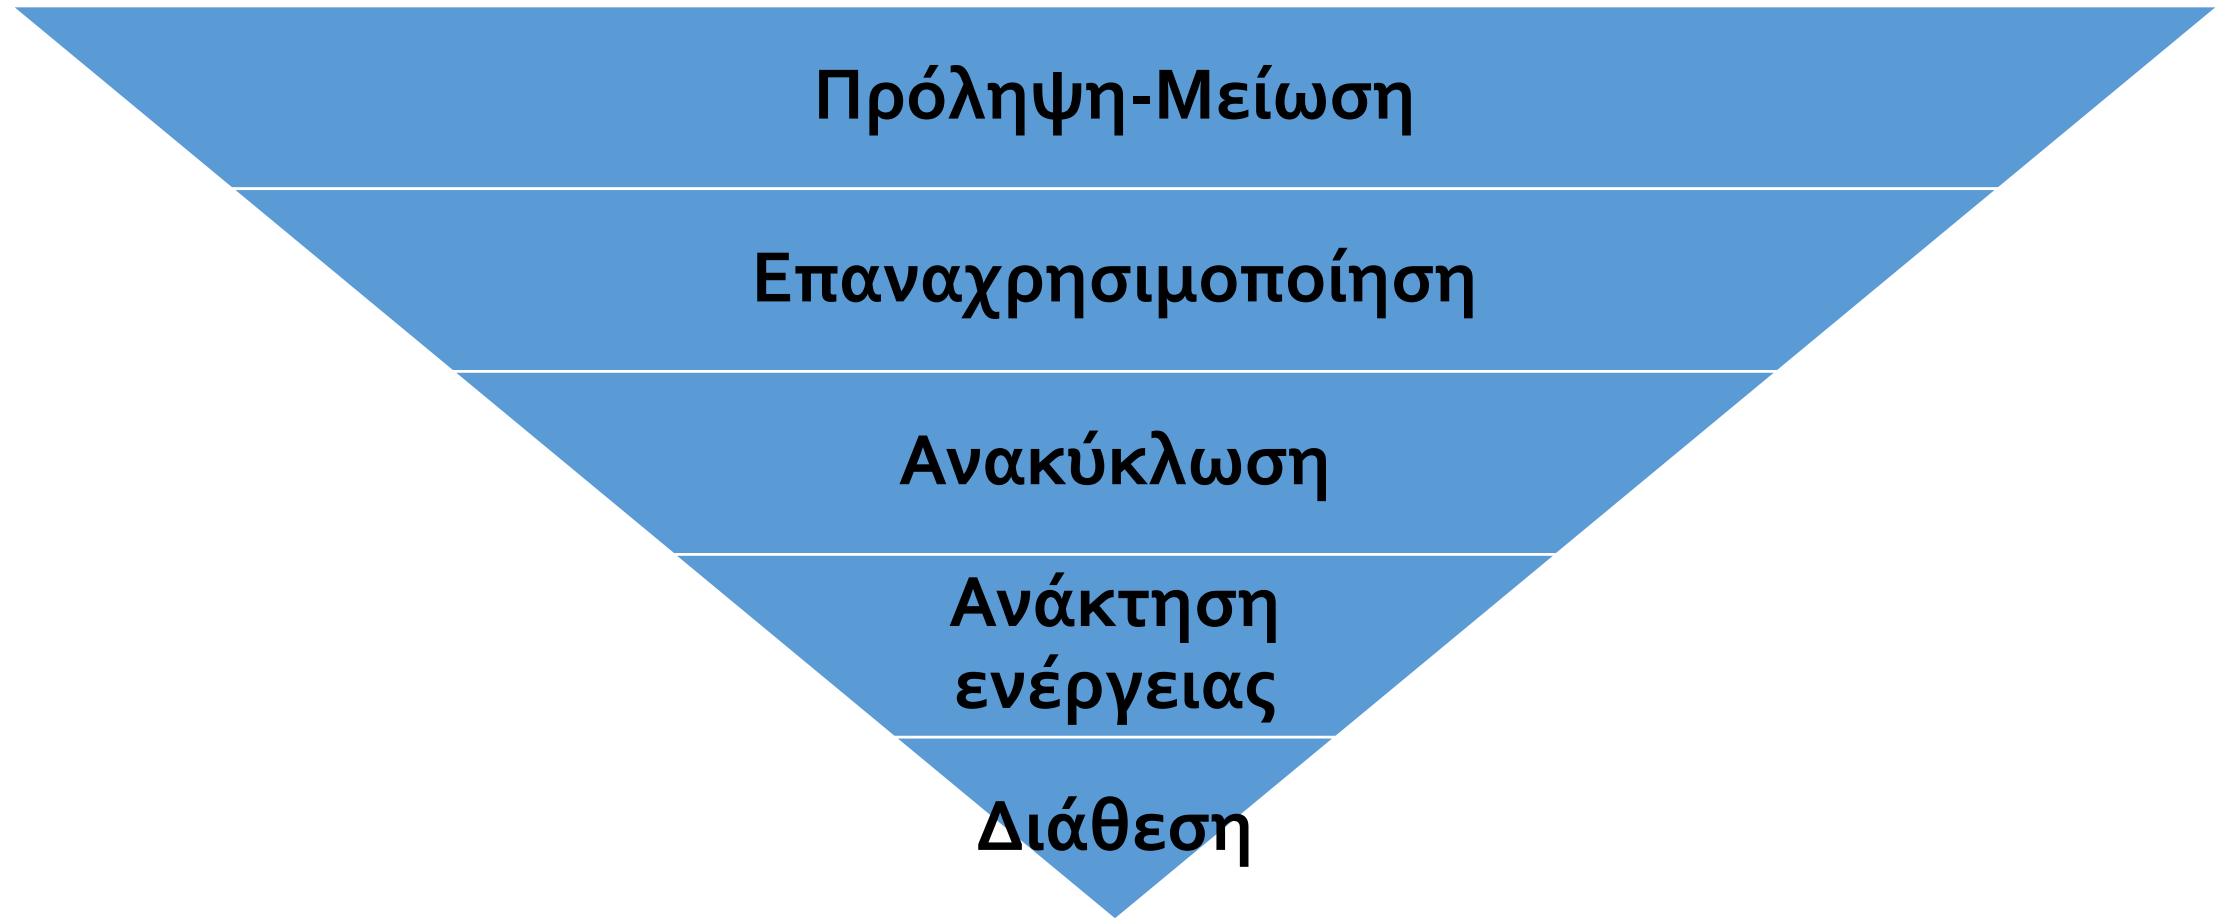 Πρόληψη-Μείωση
Επαναχρησιμοποίηση
Ανακύκλωση
Ανάκτηση
ενέργειας
Διάθεση